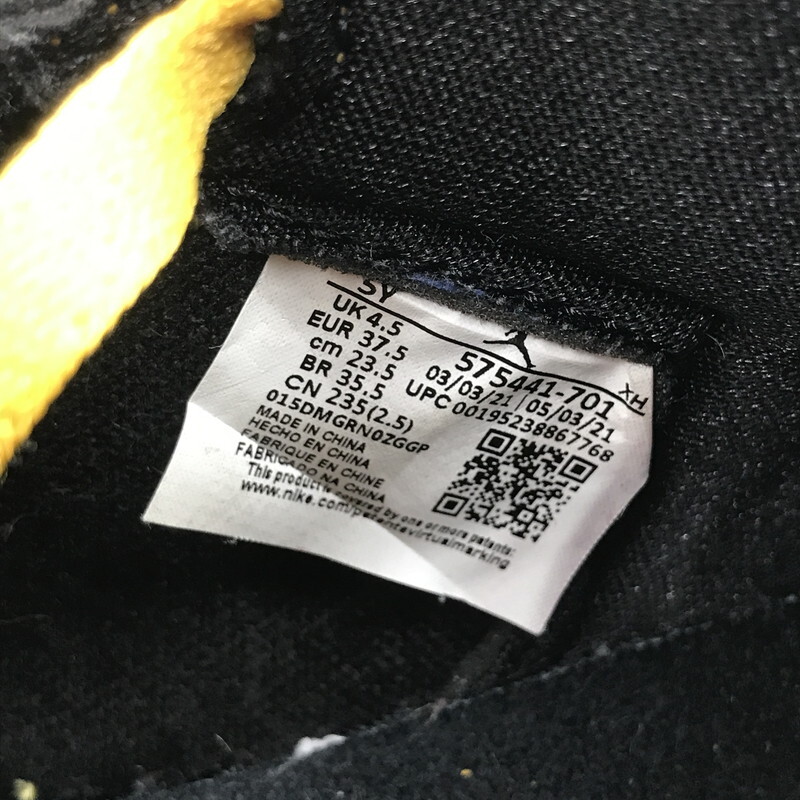 5Y
UK 4.5
EUR 37.5
cm 23.5
BR 35.5
CN 235(2.5)
015DMGRN0ZGGP
MADE IN CHINA
HECHO EN CHINA
FABRIQUE EN CHINE
FABRICADO NA CHINA
This product is covered by one or more patents:
www.nike.com/patentsvirtualmarking
575441-701
XH
03/03/21 05/03/21
UPC 00195238867768